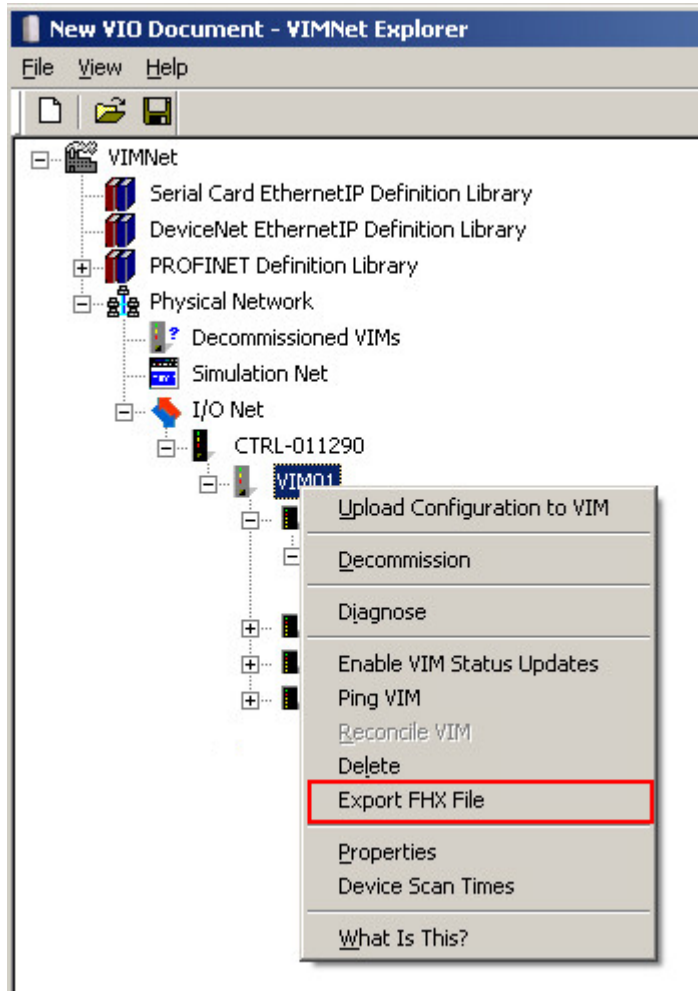 New VIO Document - VIMNet Explorer
File View Help
VIMNet
Serial Card EthernetIP Definition Library
DeviceNet EthernetIP Definition Library
PROFINET Definition Library
Physical Network
Decommissioned VIMs
Simulation Net
I/O Net
CTRL-011290
VIM01
Upload Configuration to VIM
Decommission
Diagnose
Enable VIM Status Updates
Ping VIM
Reconcile VIM
Delete
Export FHX File
Properties
Device Scan Times
What Is This?